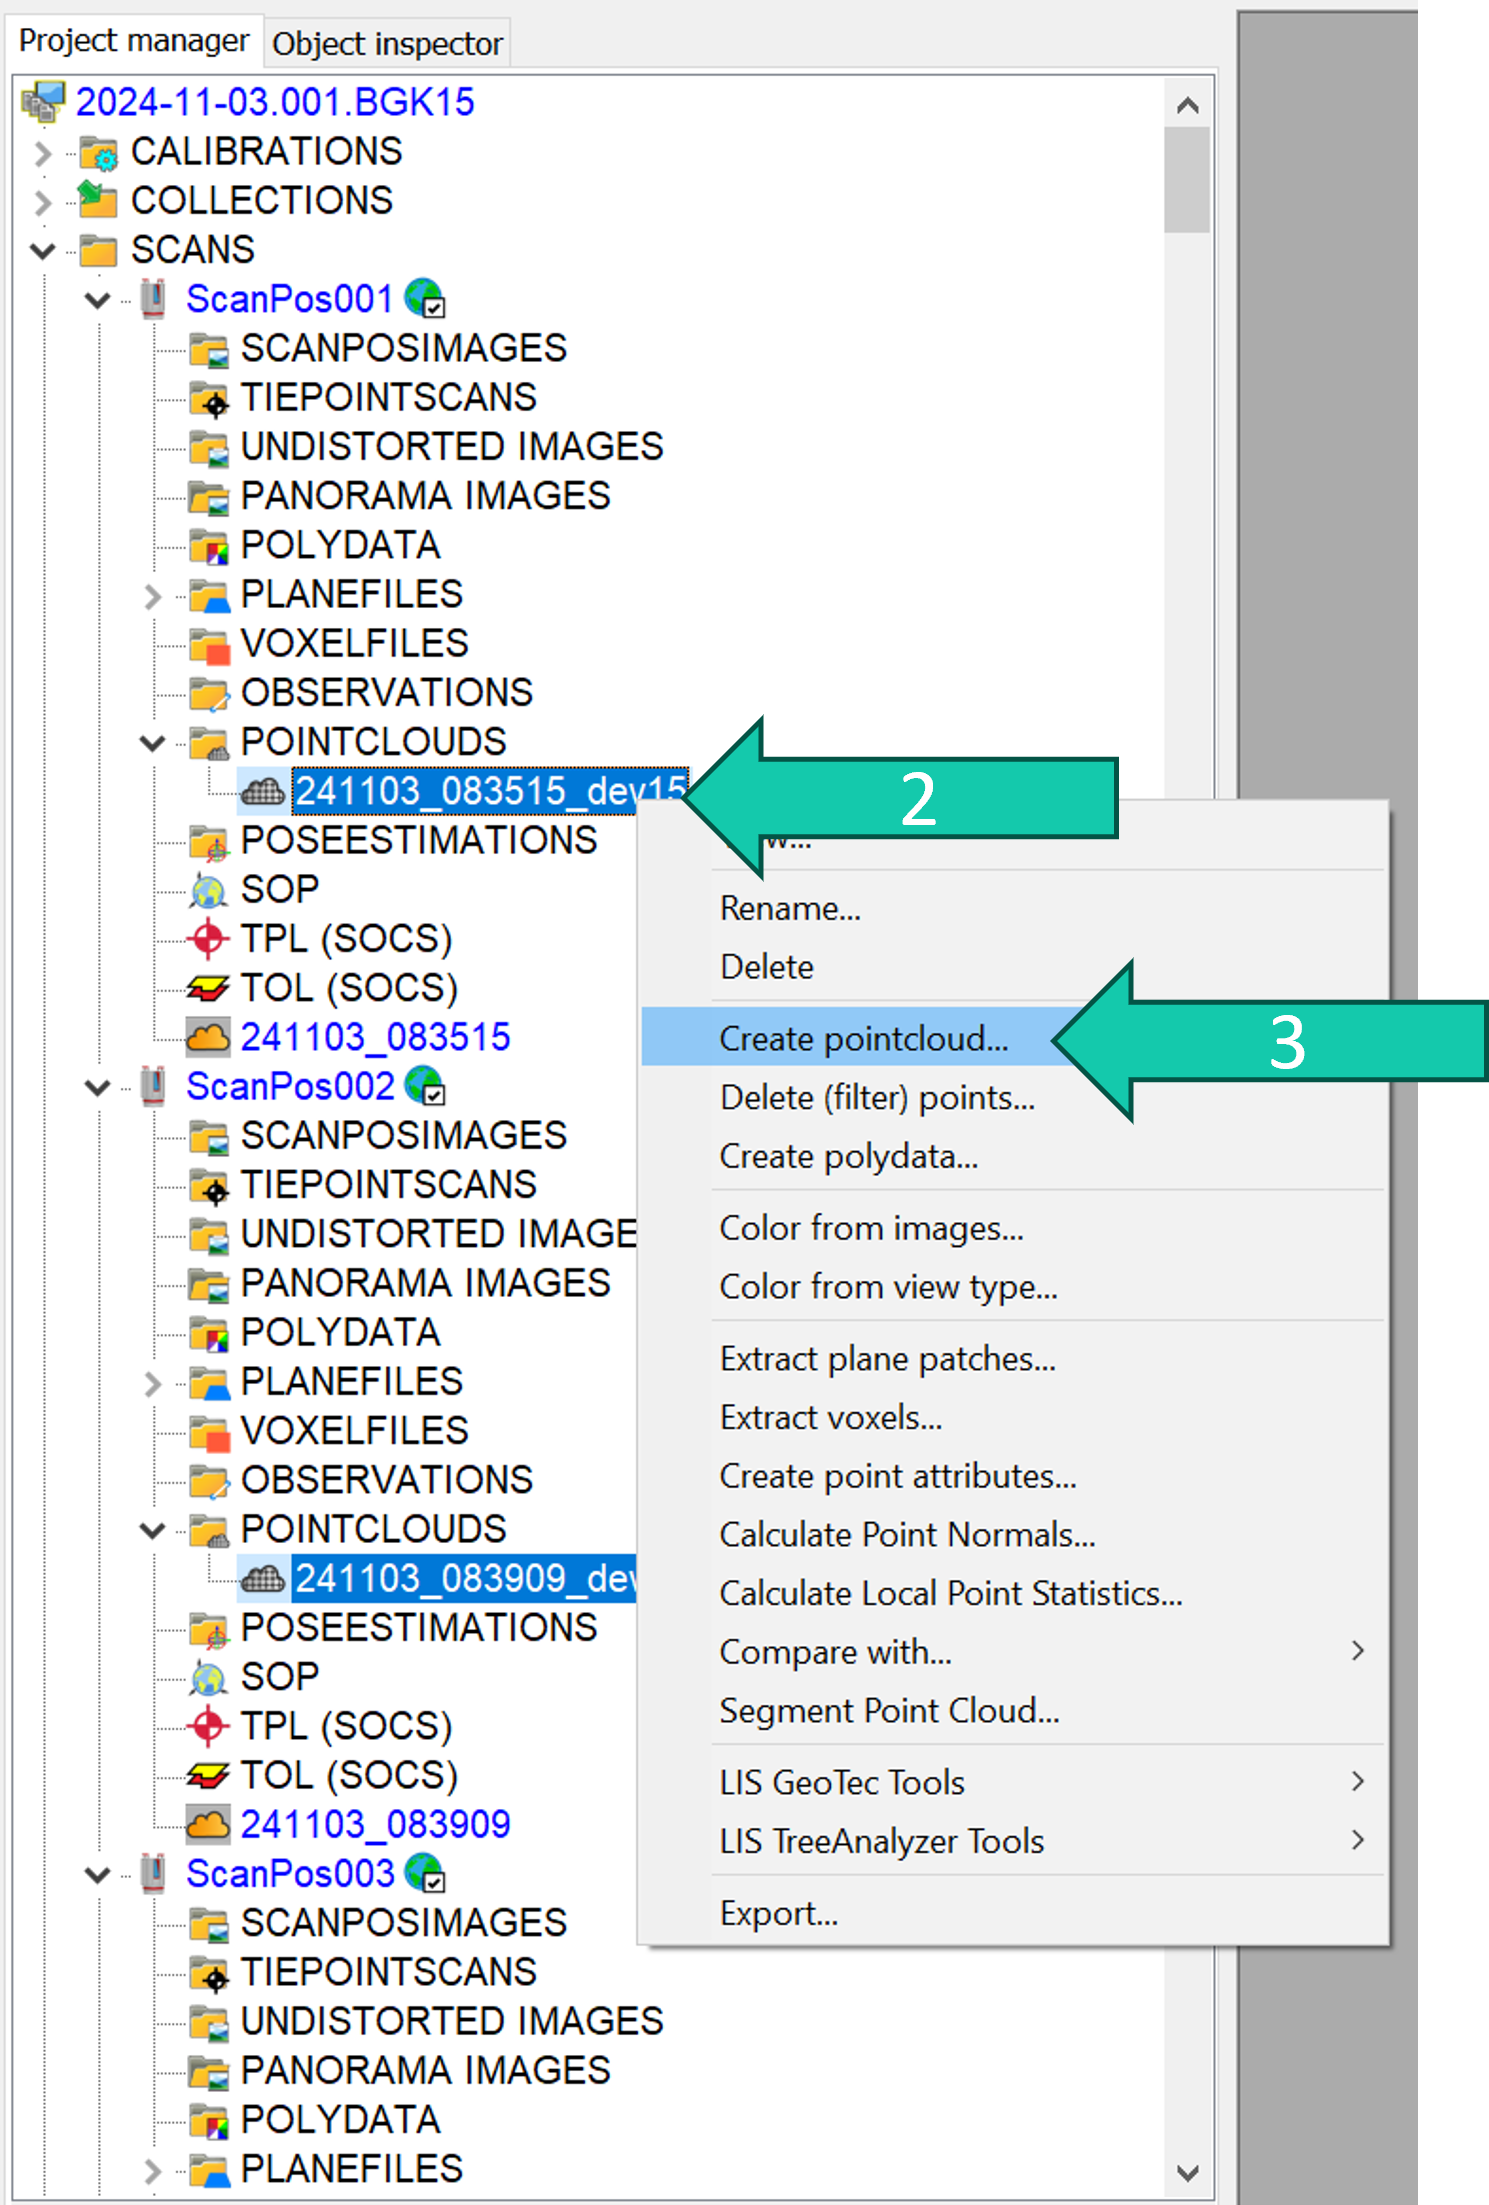 Project manager
Object inspector
2024-11-03.001.BGK15
CALIBRATIONS
COLLECTIONS
SCANS
ScanPos001
SCANPOSIMAGES
TIEPOINTSCANS
UNDISTORTED IMAGES
PANORAMA IMAGES
POLYDATA
PLANEFILES
VOXELFILES
OBSERVATIONS
POINTCLOUDS
241103_083515_dev15
POSEESTIMATIONS
SOP
TPL (SOCS)
TOL (SOCS)
241103_083515
ScanPos002
SCANPOSIMAGES
TIEPOINTSCANS
UNDISTORTED IMAGE
PANORAMA IMAGES
POLYDATA
PLANEFILES
VOXELFILES
OBSERVATIONS
POINTCLOUDS
241103_083909_dev
POSEESTIMATIONS
SOP
TPL (SOCS)
TOL (SOCS)
241103_083909
ScanPos003
SCANPOSIMAGES
TIEPOINTSCANS
UNDISTORTED IMAGES
PANORAMA IMAGES
POLYDATA
PLANEFILES
2
Rename...
Delete
Create pointcloud...
3
Delete (filter) points...
Create polydata...
Color from images...
Color from view type...
Extract plane patches...
Extract voxels...
Create point attributes...
Calculate Point Normals...
Calculate Local Point Statistics...
Compare with...
Segment Point Cloud...
LIS GeoTec Tools
LIS TreeAnalyzer Tools
Export...